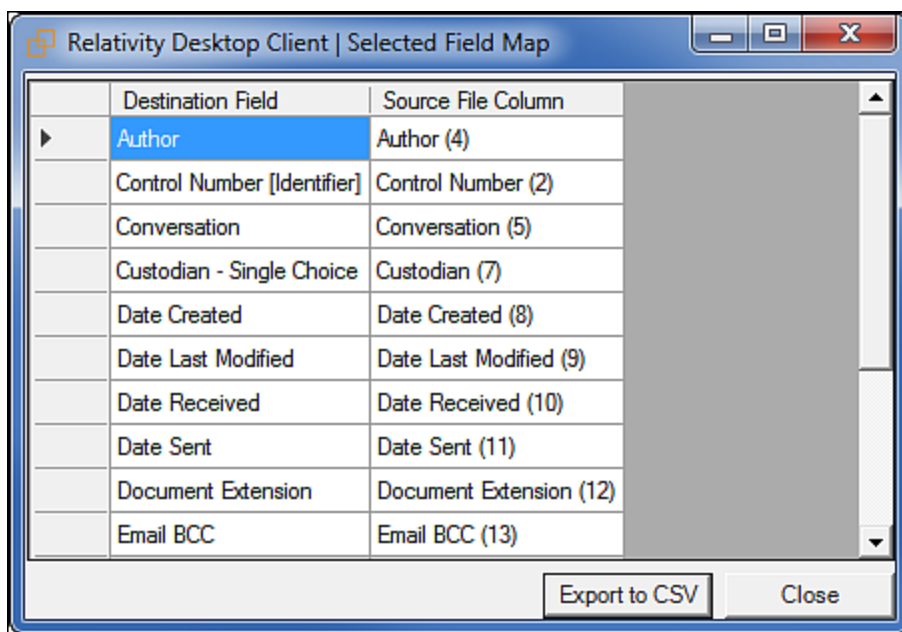 Relativity Desktop Client | Selected Field Map
Destination Field Source File Column
Author Author (4)
Control Number [Identifier] Control Number (2)
Conversation Conversation (5)
Custodian - Single Choice Custodian (7)
Date Created Date Created (8)
Date Last Modified Date Last Modified (9)
Date Received Date Received (10)
Date Sent Date Sent (11)
Document Extension Document Extension (12)
Email BCC Email BCC (13)
Export to CSV Close